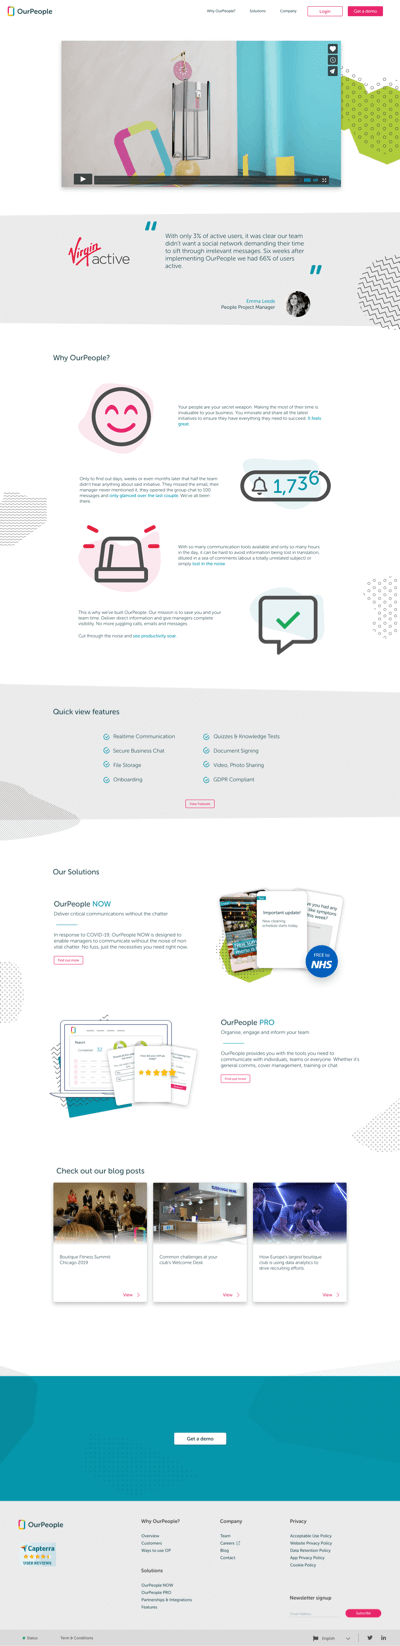 OurPeople
Why OurPeople?
Solutions
Company
Login
Get a demo
Virgin active
With only 3% of active users, it was clear our team
didn't want a social network demanding their time
to sift through irrelevant messages. Six weeks after
implementing OurPeople we had 66% of users
active.
Emma Leeds
People Project Manager
Why OurPeople?
Your people are your secret weapon. Making the most of their time is
invaluable to your business. You innovate and share all the latest
initiatives to ensure they have everything they need to succeed. It feels
great.
Only to find out days, weeks or even months later that half the team
didn't hear anything about said initiative. They missed the email, their
manager never mentioned it, they opened the group chat to 100
messages and only glanced over the last couple. We've all been
there.
1,736
With so many communication tools available and only so many hours
in the day, it can be hard to avoid information being lost in translation,
diluted in a sea of comments (about a totally unrelated subject) or
simply lost in the noise.
This is why we've built OurPeople. Our mission is to save you and your
team time. Deliver direct information and give managers complete
visibility. No more juggling calls, emails and messages.
Cut through the noise and see productivity soar.
Quick view features
Realtime Communication
Quizzes & Knowledge Tests
Secure Business Chat
Document Signing
File Storage
Video, Photo Sharing
Onboarding
GDPR Compliant
View Features
Our Solutions
OurPeople NOW
Deliver critical communications without the chatter
In response to COVID-19, OurPeople NOW is designed to
enable managers to communicate without the noise of non
vital chatter. No fuss, just the necessities you need right now.
Find out more
Important update!
New cleaning
schedule starts today.
FREE to
NHS
OurPeople PRO
Organise, engage and inform your team
OurPeople provides you with the tools you need to
communicate with individuals, teams or everyone. Whether it's
general comms, cover management, training or chat.
Find out more
Report
Completed 32
Check out our blog posts
Boutique Fitness Summit
Chicago 2019
View
Common challenges at your
club's Welcome Desk
View
How Europe's largest boutique
club is using data analytics to
drive recruiting efforts.
View
Get a demo
OurPeople
Capterra
USER REVIEWS
Why OurPeople?
Overview
Customers
Ways to use OP
Solutions
OurPeople NOW
OurPeople PRO
Partnerships & Integrations
Features
Company
Team
Careers
Blog
Contact
Privacy
Acceptable Use Policy
Website Privacy Policy
Data Retention Policy
App Privacy Policy
Cookie Policy
Newsletter signup
Email Address
Subscribe
Status
Term & Conditions
English